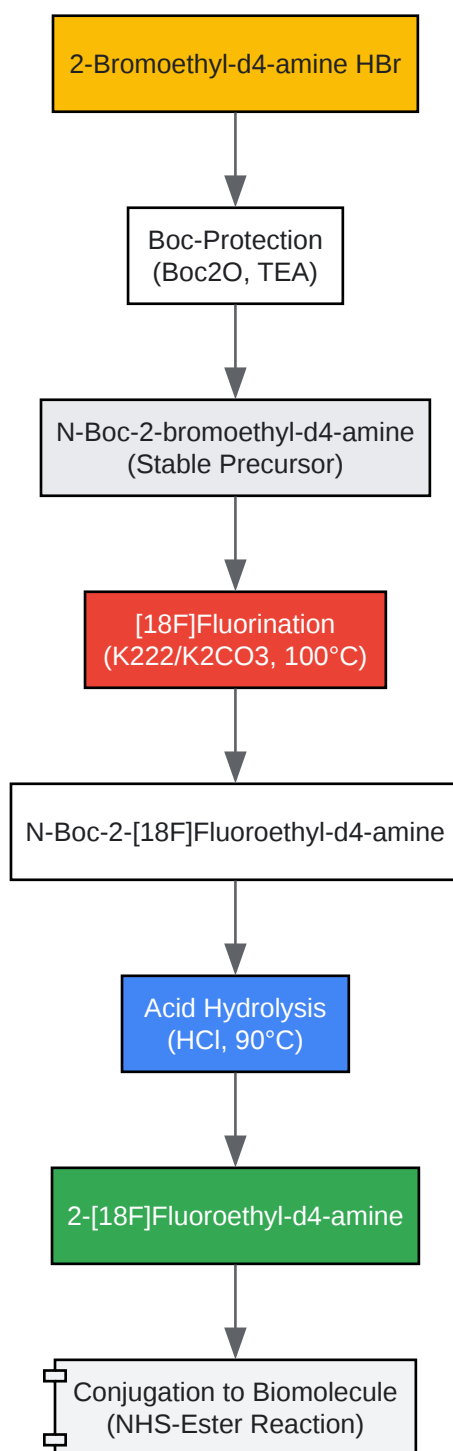 2-Bromoethyl-d4-amine HBr
Boc-Protection
(Boc2O, TEA)
N-Boc-2-bromoethyl-d4-amine
(Stable Precursor)
[18F]Fluorination
(K222/K2CO3, 100°C)
N-Boc-2-[18F]Fluoroethyl-d4-amine
Acid Hydrolysis
(HCl, 90°C)
2-[18F]Fluoroethyl-d4-amine
Conjugation to Biomolecule
(NHS-Ester Reaction)